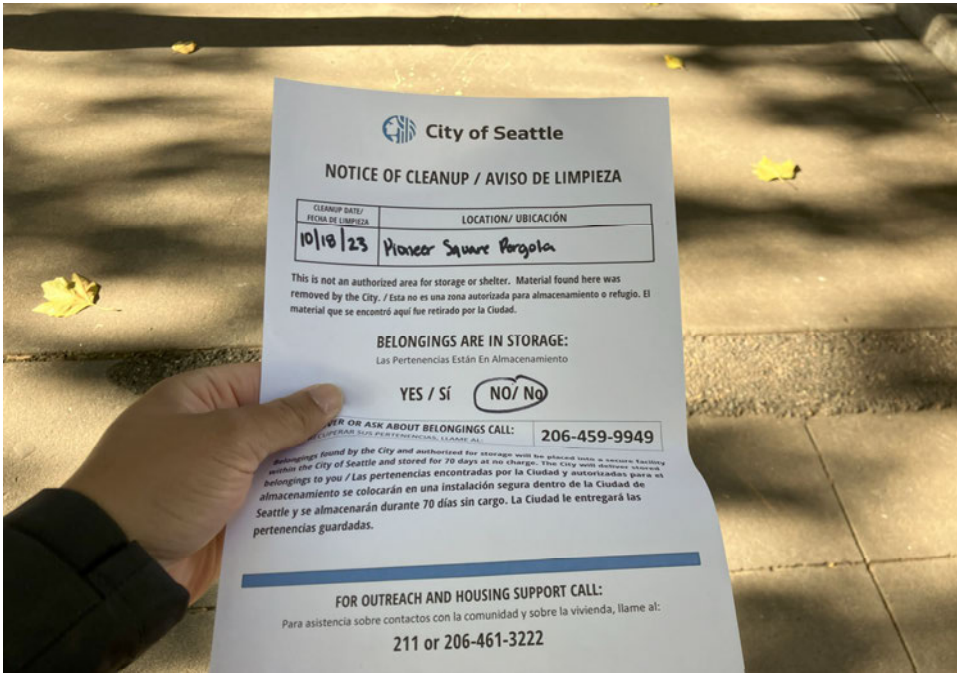 City of Seattle
NOTICE OF CLEANUP / AVISO DE LIMPIEZA
CLEANUP DATE/
FECHA DE LIMPIEZA
LOCATION/ UBICACIÓN
10/18/23 Pioneer Square Pergola
This is not an authorized area for storage or shelter. Material found here was
removed by the City. / Esta no es una zona autorizada para almacenamiento o refugio. El
material que se encontró aquí fue retirado por la Ciudad.
BELONGINGS ARE IN STORAGE:
Las Pertenencias Están En Almacenamiento
YES / Sí NO/ No
OR ASK ABOUT BELONGINGS CALL:
RECUPERAR SUS PERTENENCIAS, LLAME AL:
206-459-9949
Belongings found by the City and authorized for storage will be placed into a secure facility
within the City of Seattle and stored for 70 days at no charge. The City will deliver stored
belongings to you / Las pertenencias encontradas por la Ciudad y autorizadas para el
almacenamiento se colocarán en una instalación segura dentro de la Ciudad de
Seattle y se almacenarán durante 70 días sin cargo. La Ciudad le entregará las
pertenencias guardadas.
FOR OUTREACH AND HOUSING SUPPORT CALL:
Para asistencia sobre contactos con la comunidad y sobre la vivienda, llame al:
211 or 206-461-3222